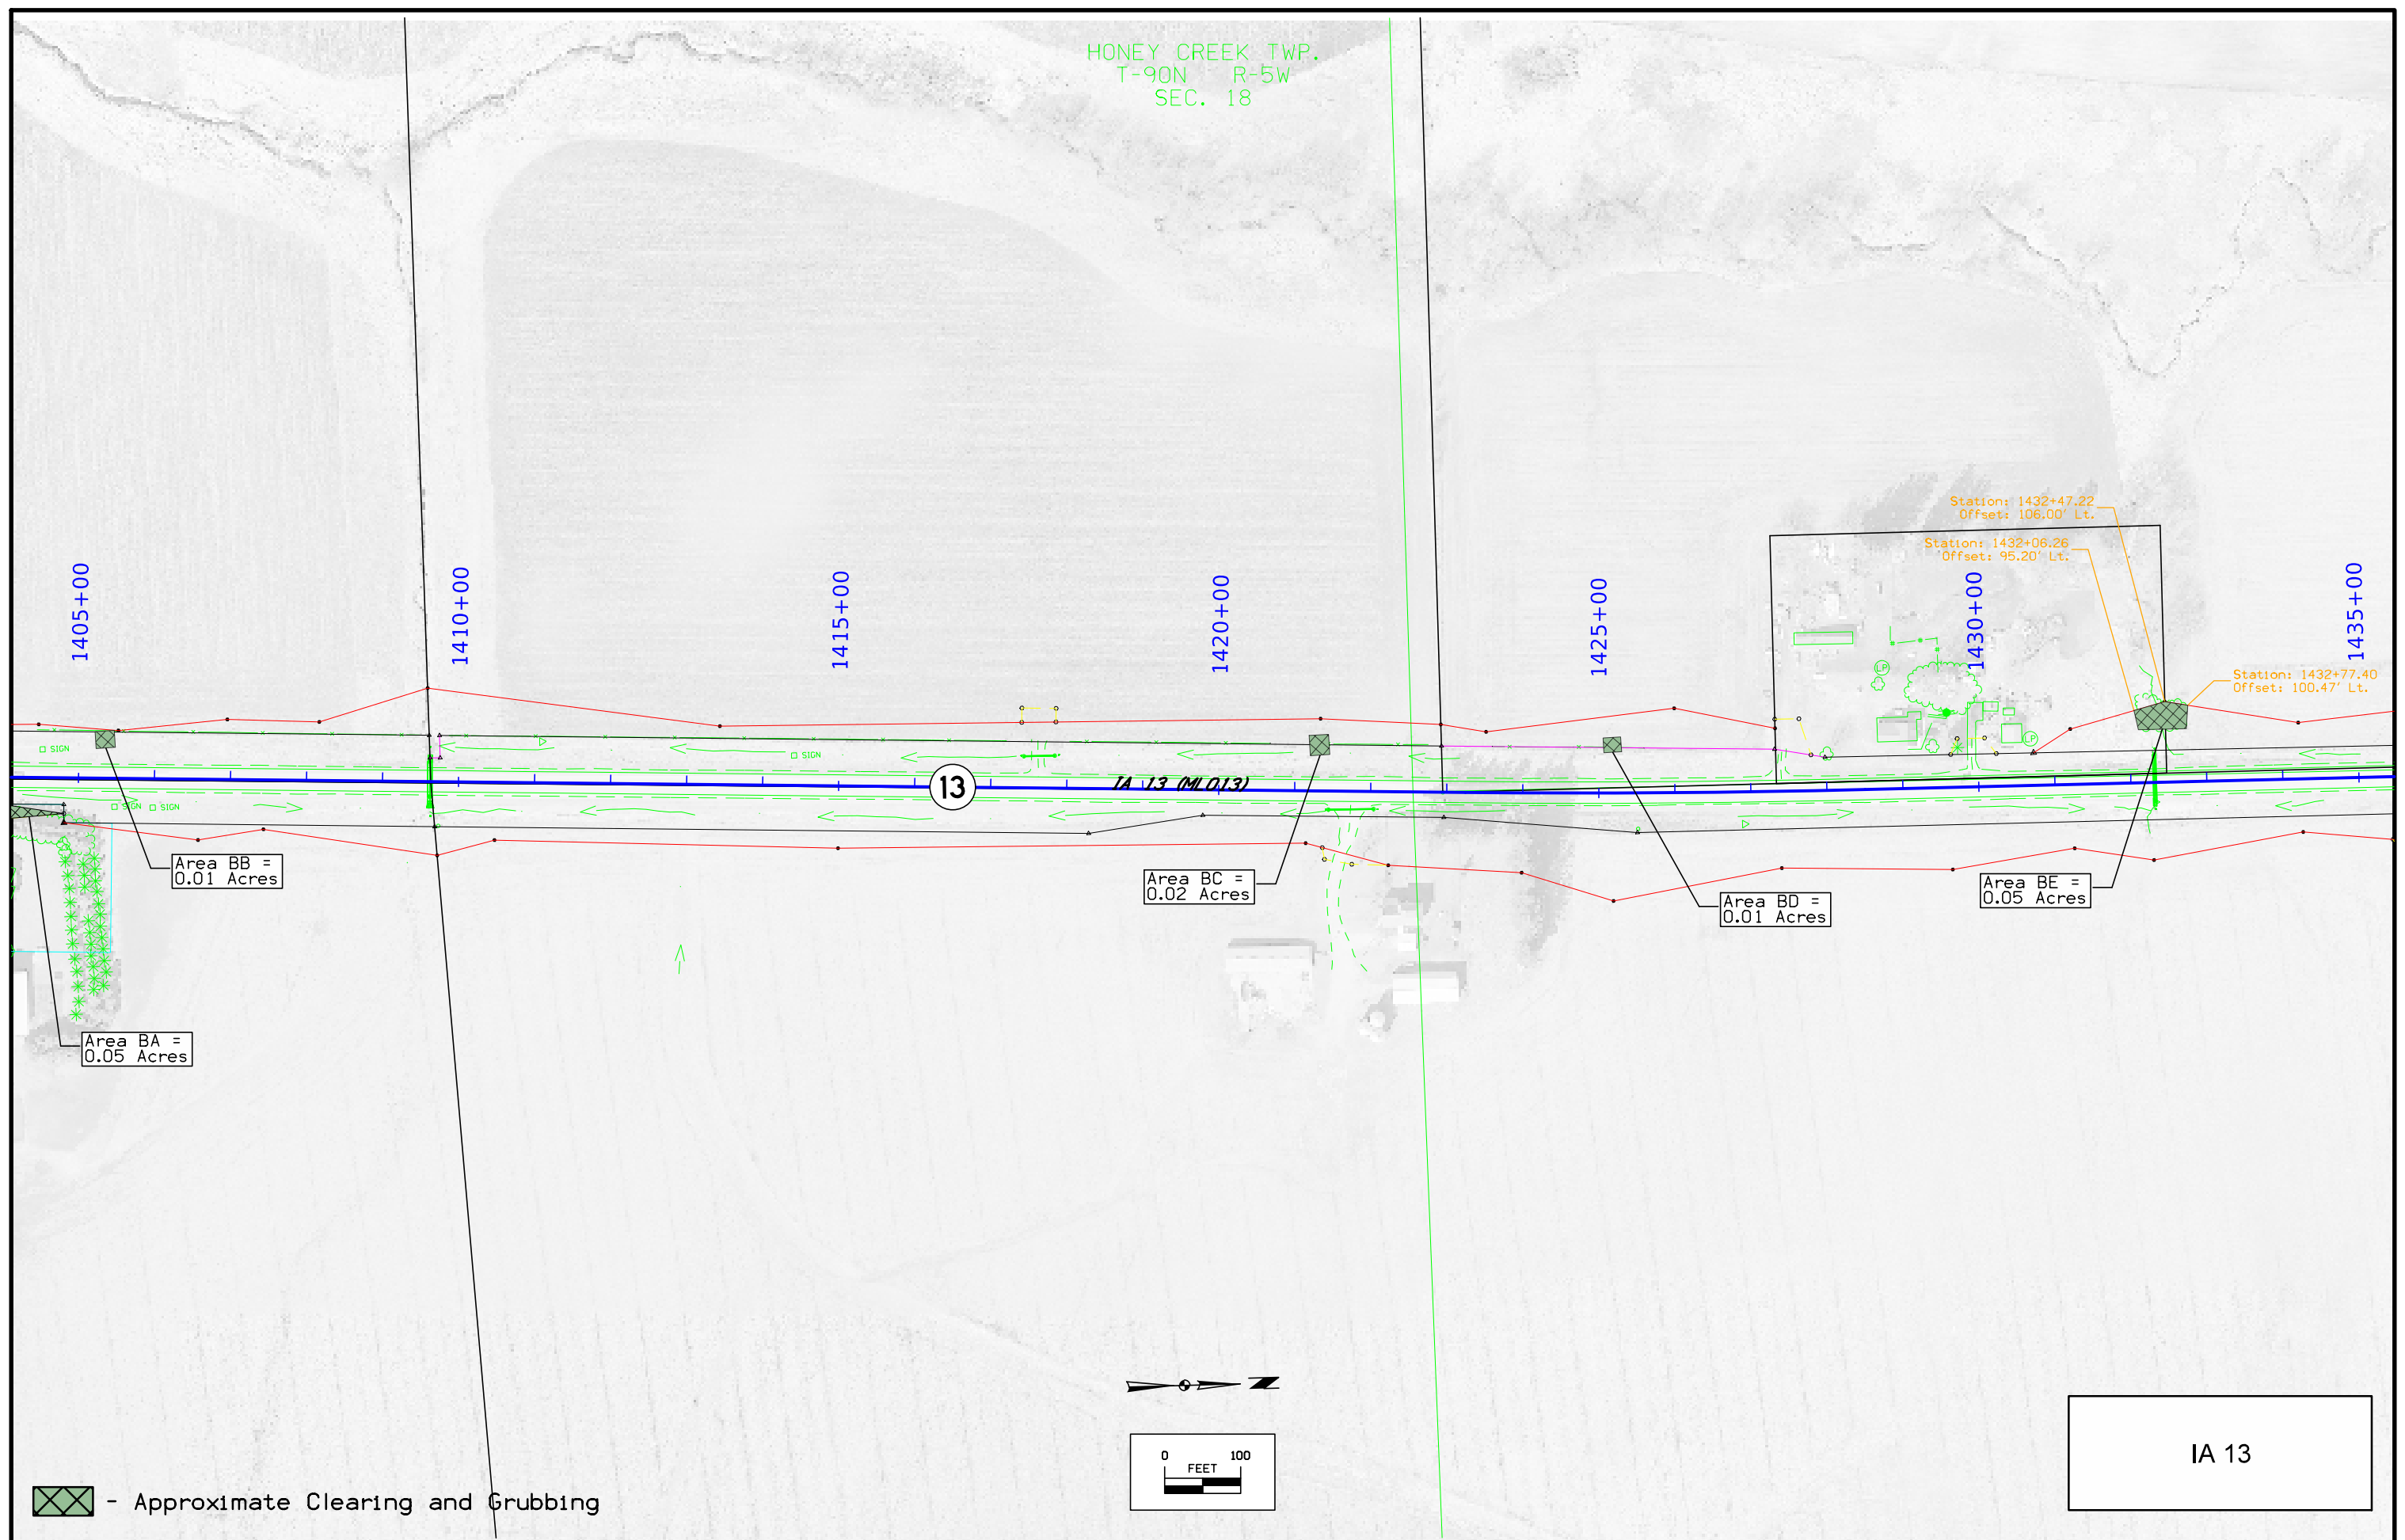 HONEY CREEK TWP.
T-90N R-5W
SEC. 18
Station: 1432+47.22
Offset: 106.00' Lt.
Station: 1432+06.26
Offset: 95.20' Lt.
1405+00
1410+00
1415+00
1420+00
1425+00
1430+00
1435+00
LP
Station: 1432+77.40
Offset: 100.47' Lt.
LP
SIGN
SIGN
13
IA 13 (ML013)
SIGN
SIGN
Area BB =
0.01 Acres
Area BC =
0.02 Acres
Area BD =
0.01 Acres
Area BE =
0.05 Acres
Area BA =
0.05 Acres
N
0 100
FEET
IA 13
- Approximate Clearing and Grubbing